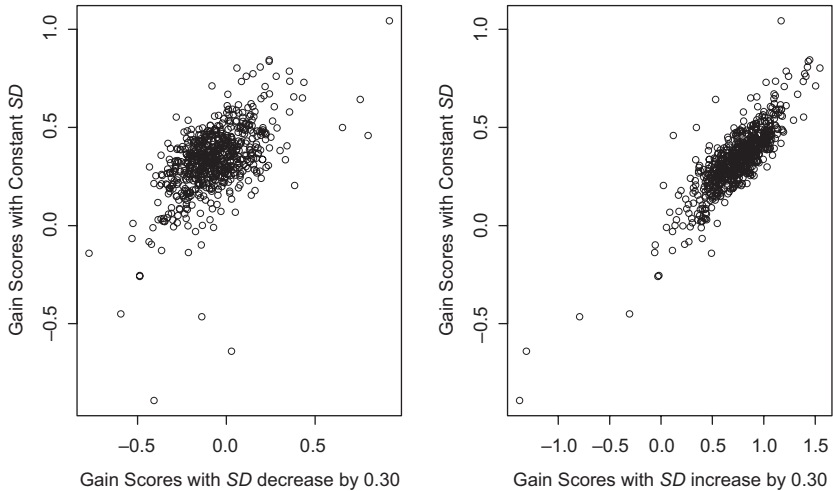 Gain Scores with Constant SD
1.0
0.5
0.0
−0.5
−0.5 0.0 0.5
Gain Scores with SD decrease by 0.30
Gain Scores with Constant SD
1.0
0.5
0.0
−0.5
−1.0 −0.5 0.0 0.5 1.0 1.5
Gain Scores with SD increase by 0.30